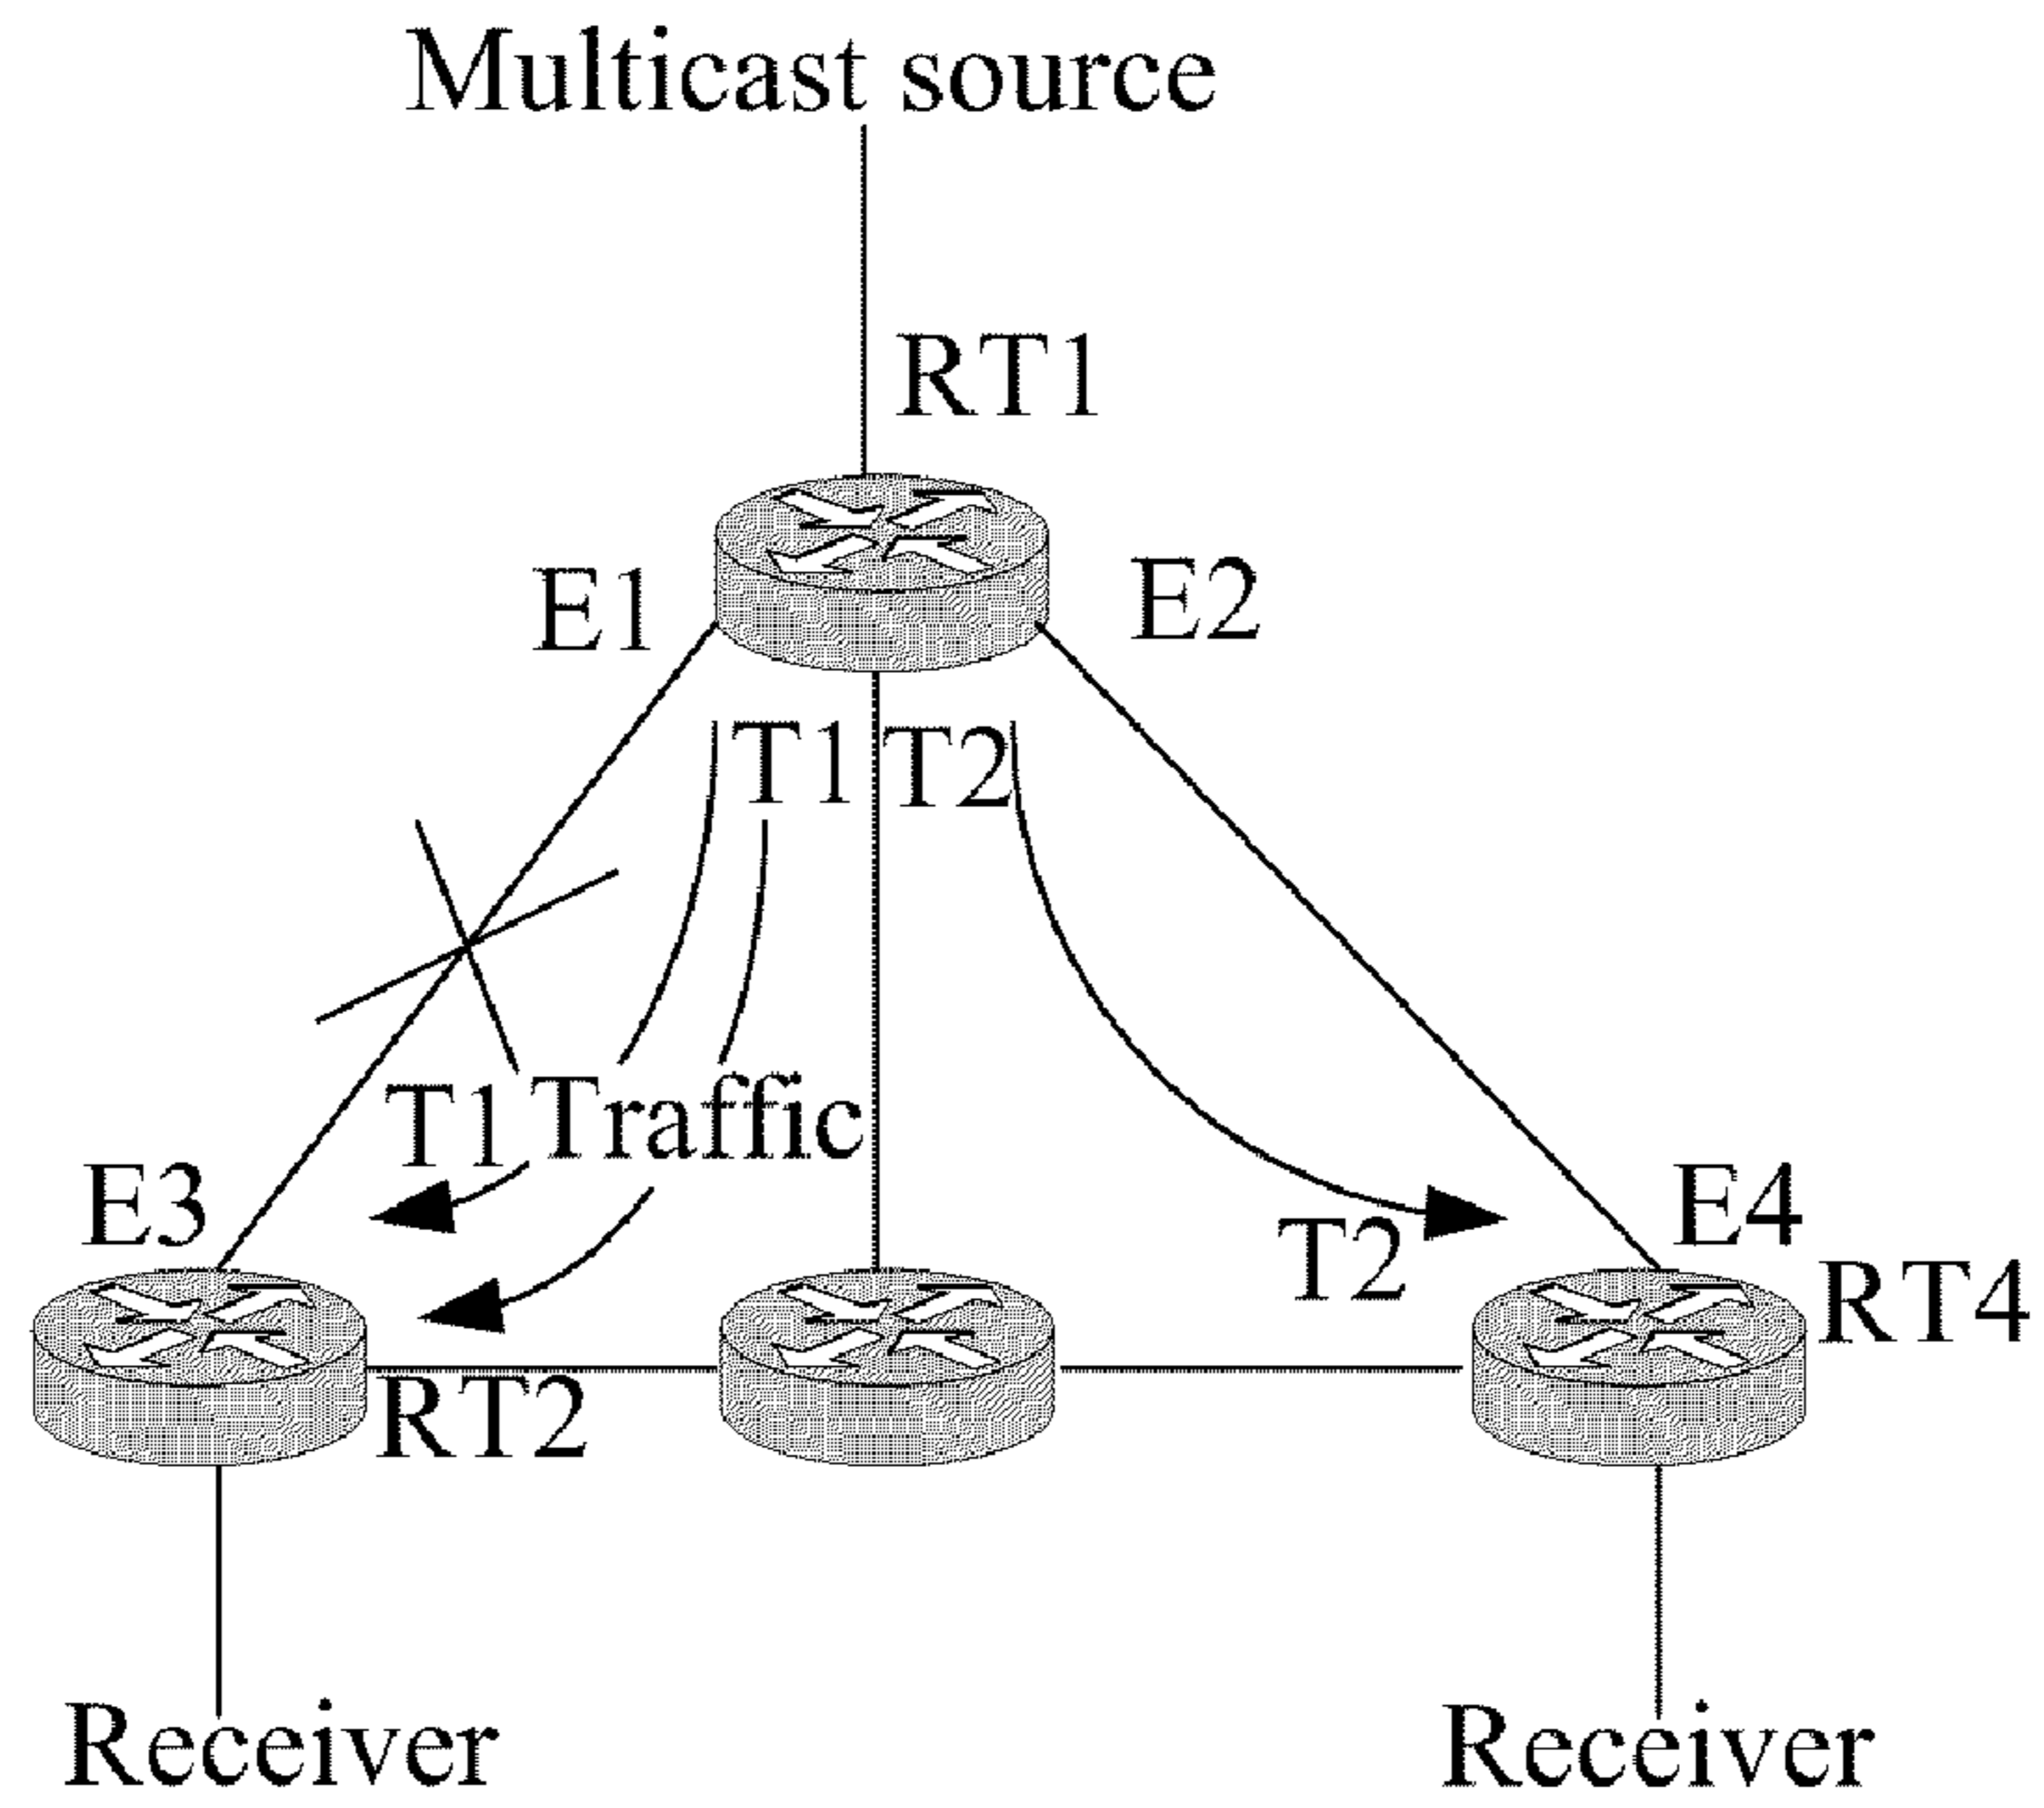 Multicast source
RT1
E1
E2
T1
T2
T1
Traffic
E3
E4
T2
RT4
RT2
Receiver
Receiver